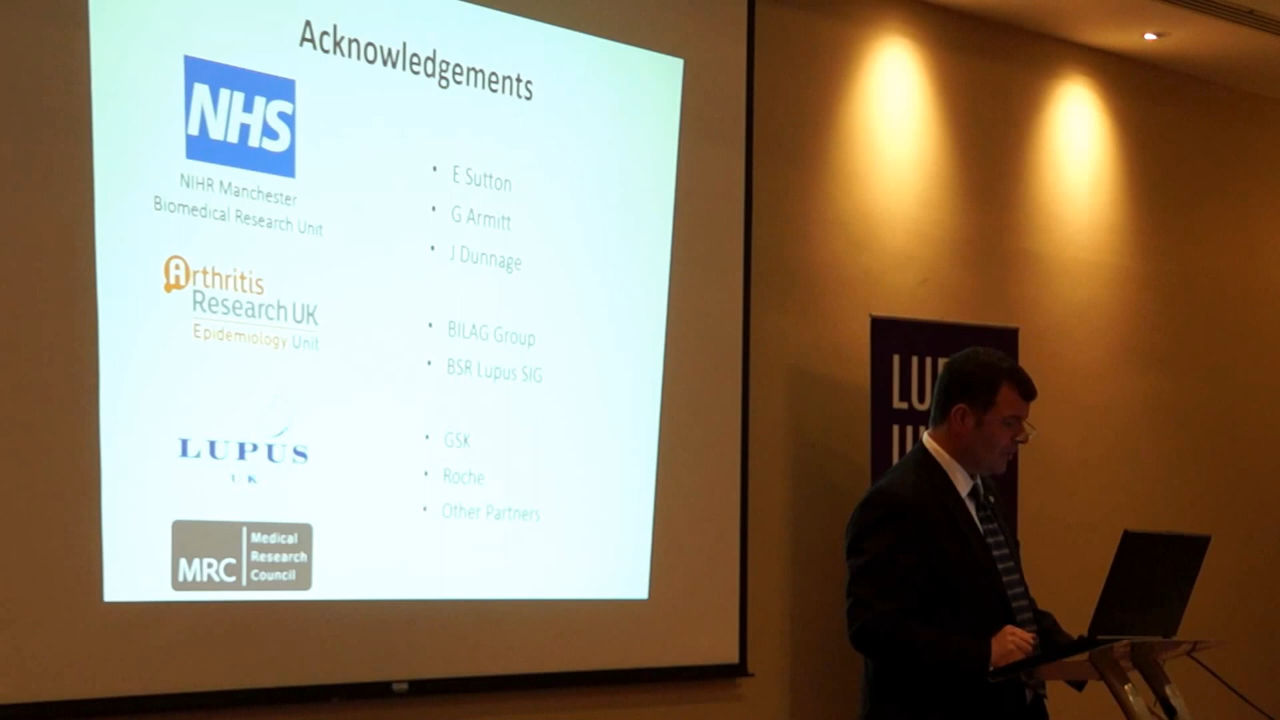 Acknowledgements
NHS
NIHR Manchester
Biomedical Research Unit
Arthritis
Research UK
Epidemiology Unit
LUPUS
UK
MRC
Medical
Research
Council
• E Sutton
• G Armitt
• J Dunnage
• BILAG Group
• BSR Lupus SIG
• GSK
• Roche
• Other Partners
LU